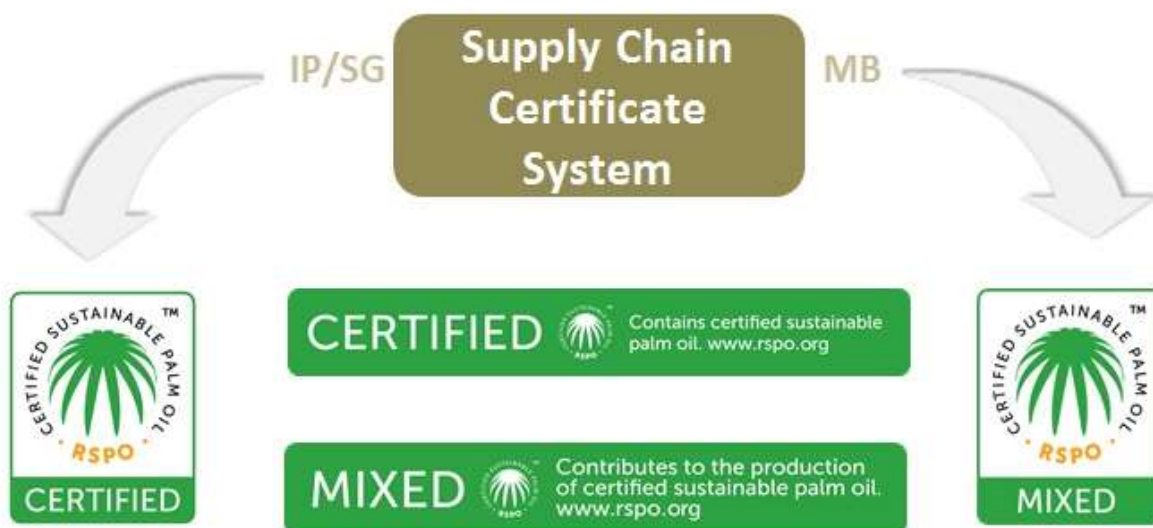 IP/SG
Supply Chain
Certificate
System
MB
CERTIFIED SUSTAINABLE PALM OIL ™
· RSPO ·
CERTIFIED
CERTIFIED
RSPO
Contains certified sustainable
palm oil. www.rspo.org
MIXED
Contributes to the production
of certified sustainable palm oil.
www.rspo.org
CERTIFIED SUSTAINABLE PALM OIL ™
· RSPO ·
MIXED